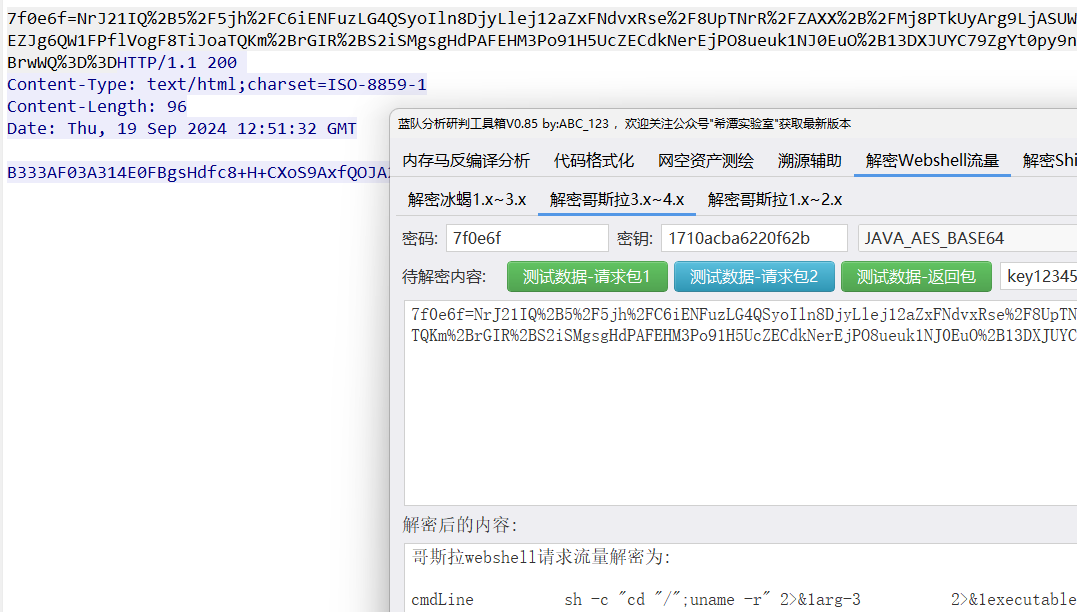 7f0e6f=NrJ21IQ%2B5%2F5jh%2FC6iENFuzLG4QSyoIln8DjyLlej12aZxFNdvxRse%2F8UpTNrR%2FZAXX%2B%2FMj8PTkUyArg9LjASUW
EZJg6QW1FPflVogF8TiJoaTQKm%2BrGIR%2BS2iSMgsgHdPAFEHM3Po91H5UcZECdkNerEjPO8ueuk1NJ0EuO%2B13DXJUYC79ZgYt0py9n
BrwWQ%3D%3DHTTP/1.1 200
Content-Type: text/html;charset=ISO-8859-1
Content-Length: 96
Date: Thu, 19 Sep 2024 12:51:32 GMT
B333AF03A314E0FBgsHdfc8+H+CXoS9AxfQOJA
蓝队分析研判工具箱V0.85 by:ABC_123 ，欢迎关注公众号"希潭实验室"获取最新版本
内存马反编译分析 代码格式化 网空资产测绘 溯源辅助 解密Webshell流量 解密Shi
解密冰蝎1.x~3.x 解密哥斯拉3.x~4.x 解密哥斯拉1.x~2.x
密码: 7f0e6f 密钥: 1710acba6220f62b JAVA_AES_BASE64
待解密内容: 测试数据-请求包1 测试数据-请求包2 测试数据-返回包 key12345
7f0e6f=NrJ21IQ%2B5%2F5jh%2FC6iENFuzLG4QSyoIln8DjyLlej12aZxFNdvxRse%2F8UpTN
TQKm%2BrGIR%2BS2iSMgsgHdPAFEHM3Po91H5UcZECdkNerEjPO8ueuk1NJ0EuO%2B13DXJUYC
解密后的内容:
哥斯拉webshell请求流量解密为:
cmdLine sh -c "cd "/";uname -r" 2>&1arg-3 2>&1executable